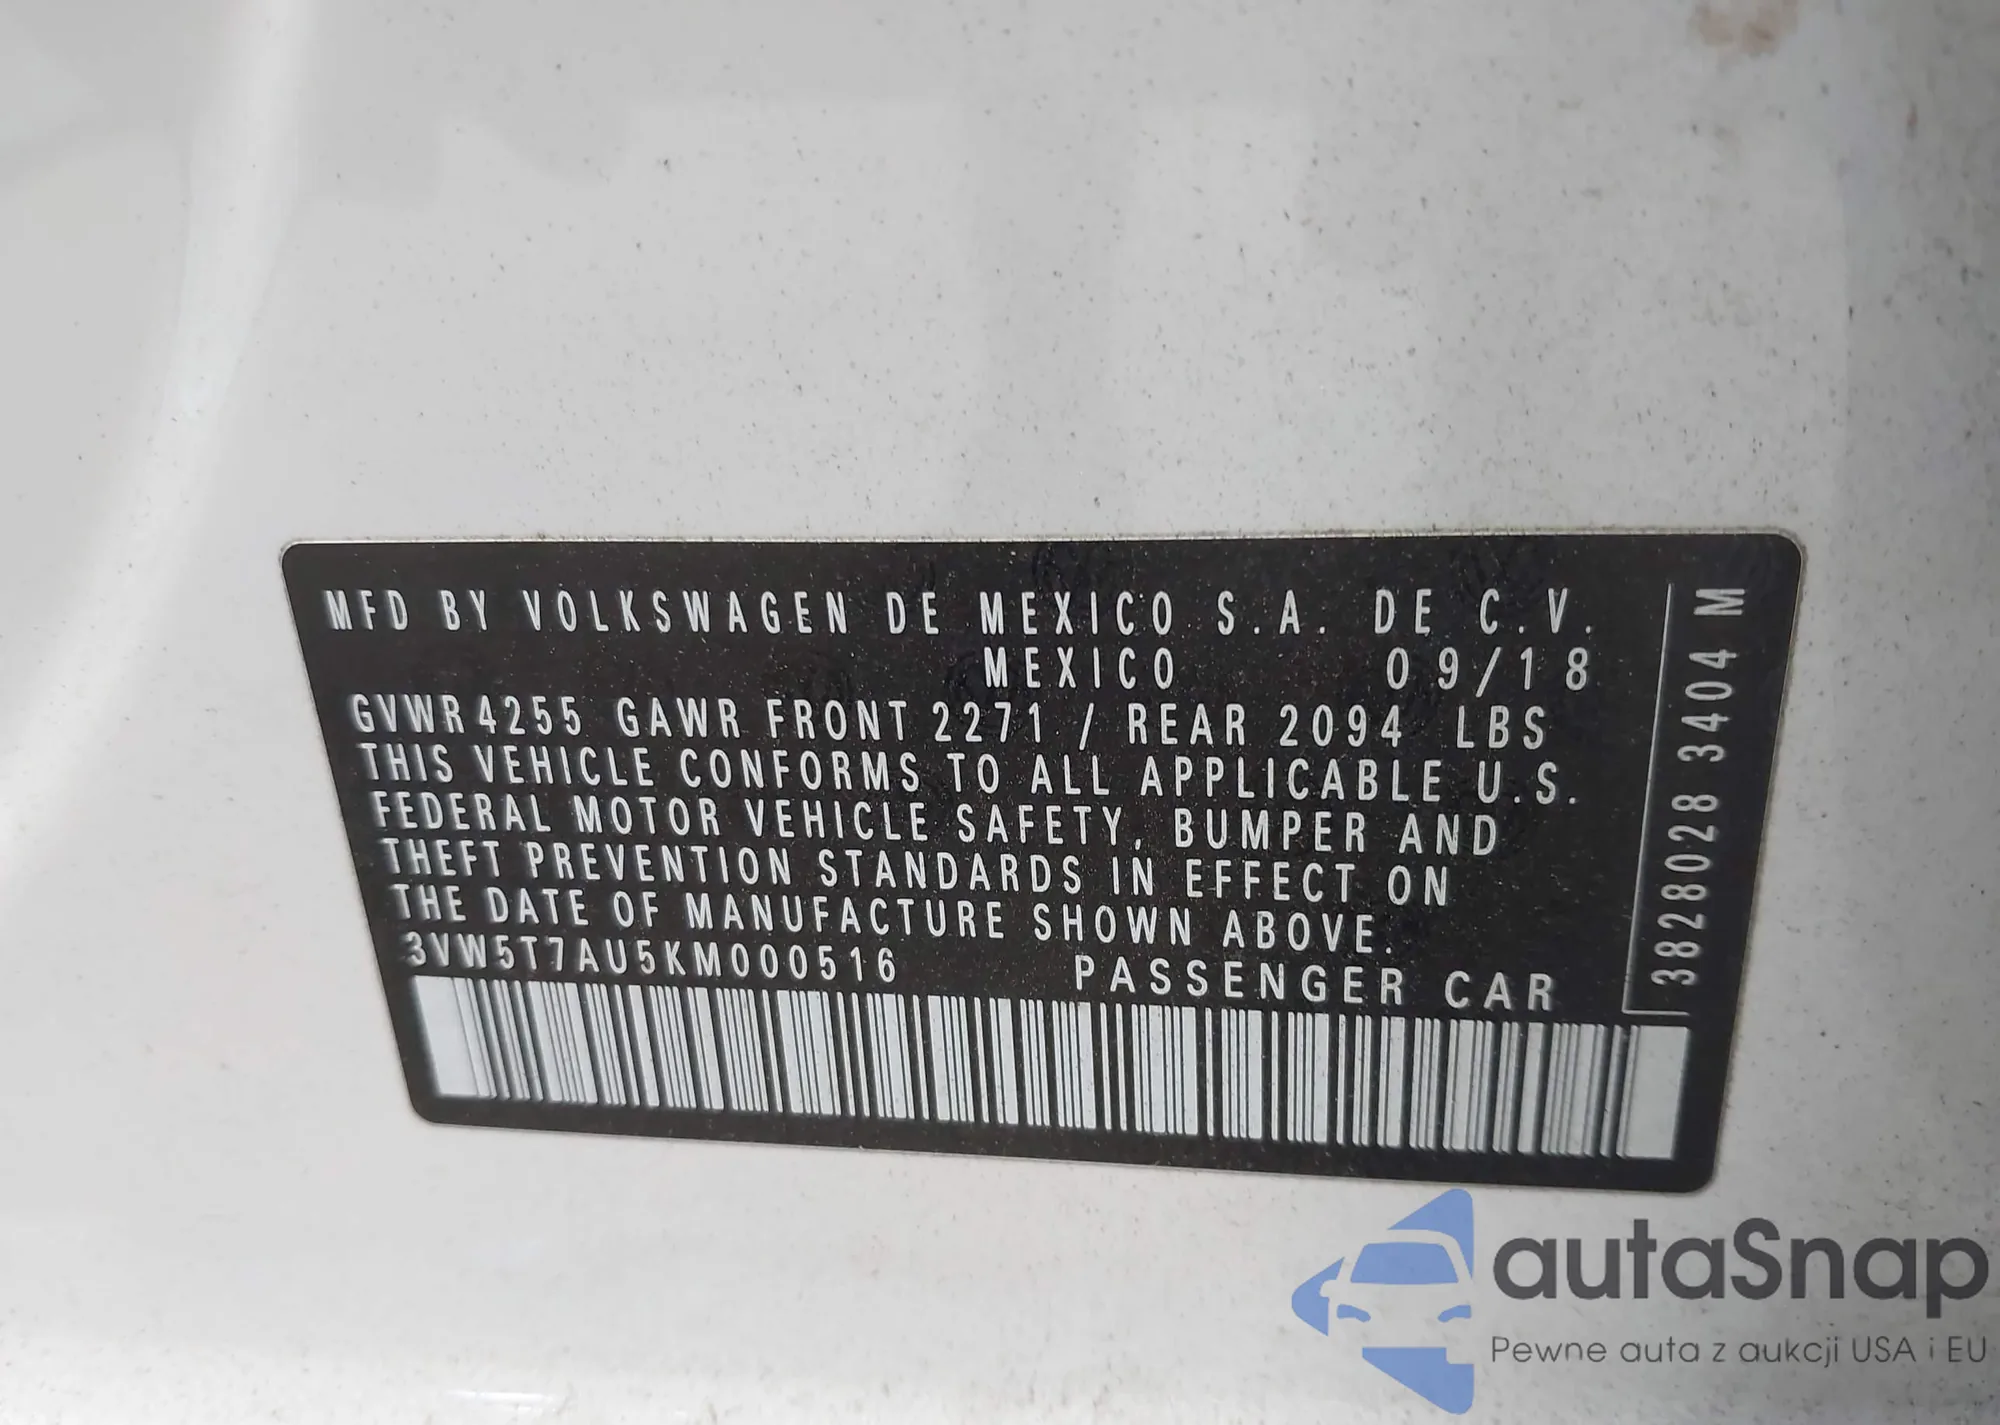 MFD BY VOLKSWAGEN DE MEXICO S.A. DE C.V.
MEXICO 09/18
GVWR 4255 GAWR FRONT 2271 / REAR 2094 LBS
THIS VEHICLE CONFORMS TO ALL APPLICABLE U.S.
FEDERAL MOTOR VEHICLE SAFETY, BUMPER AND
THEFT PREVENTION STANDARDS IN EFFECT ON
THE DATE OF MANUFACTURE SHOWN ABOVE.
3VW5T7AU5KM000516 PASSENGER CAR
3828028 3404 M
autaSnap
Pewne auta z aukcji USA i EU